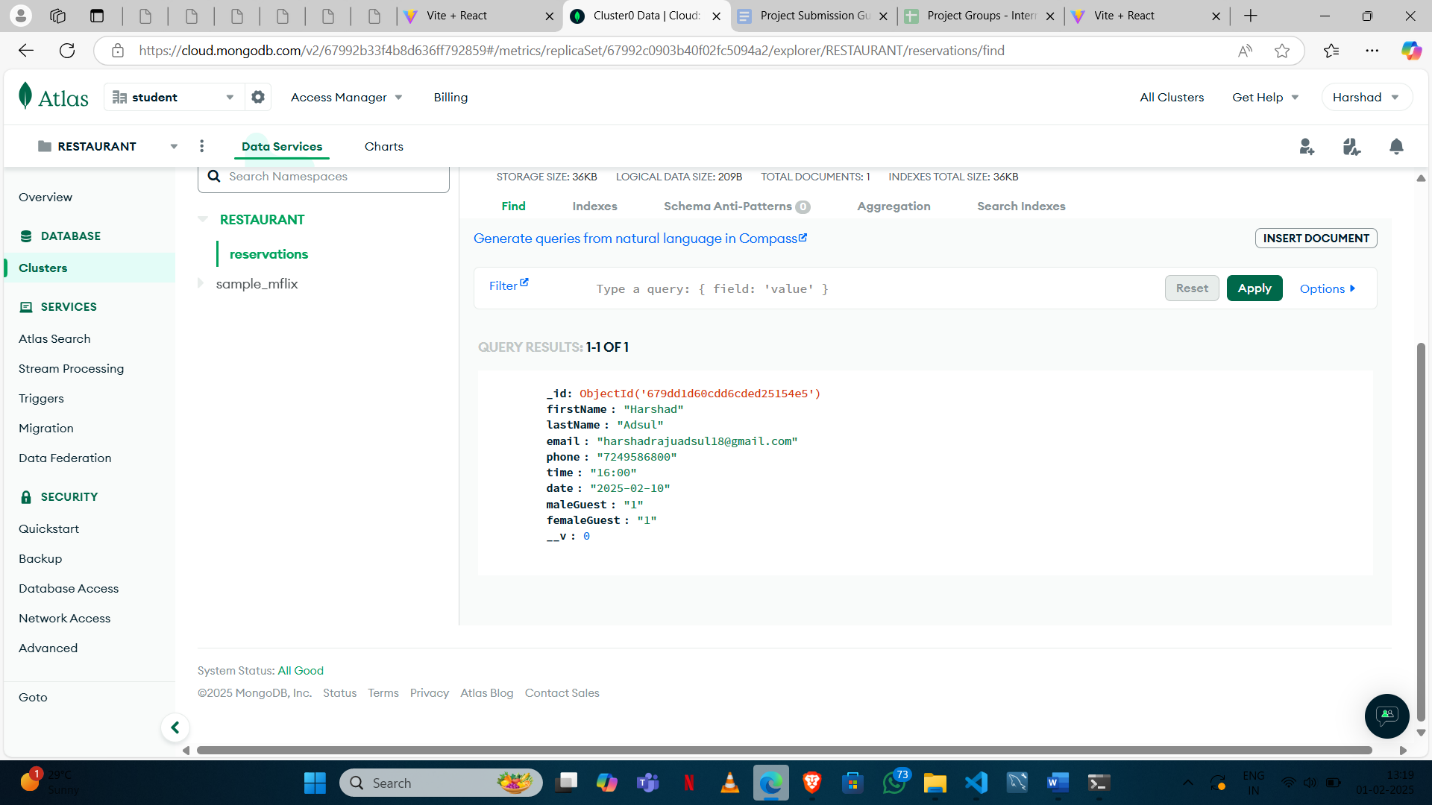 Vite + React
Cluster0 Data | Cloud:
Project Submission Gu
Project Groups - Intern
Vite + React
https://cloud.mongodb.com/v2/67992b33f4b8d636ff792859#/metrics/replicaSet/67992c0903b40f02fc5094a2/explorer/RESTAURANT/reservations/find
Atlas
student
Access Manager
Billing
All Clusters
Get Help
Harshad
RESTAURANT
Data Services
Charts
Overview
DATABASE
Clusters
SERVICES
Atlas Search
Stream Processing
Triggers
Migration
Data Federation
SECURITY
Quickstart
Backup
Database Access
Network Access
Advanced
Goto
Search Namespaces
RESTAURANT
reservations
sample_mflix
STORAGE SIZE: 36KB LOGICAL DATA SIZE: 209B TOTAL DOCUMENTS: 1 INDEXES TOTAL SIZE: 36KB
Find Indexes Schema Anti-Patterns 0 Aggregation Search Indexes
Generate queries from natural language in Compass
INSERT DOCUMENT
Filter
Type a query: { field: 'value' }
Reset
Apply
Options
QUERY RESULTS: 1-1 OF 1
_id: ObjectId('679dd1d60cdd6cded25154e5')
firstName : "Harshad"
lastName : "Adsul"
email : "harshadrajuadsul18@gmail.com"
phone : "7249586800"
time : "16:00"
date : "2025-02-10"
maleGuest : "1"
femaleGuest : "1"
__v : 0
System Status: All Good
©2025 MongoDB, Inc. Status Terms Privacy Atlas Blog Contact Sales
1
29°C
Sunny
Search
73
ENG
IN
13:19
01-02-2025